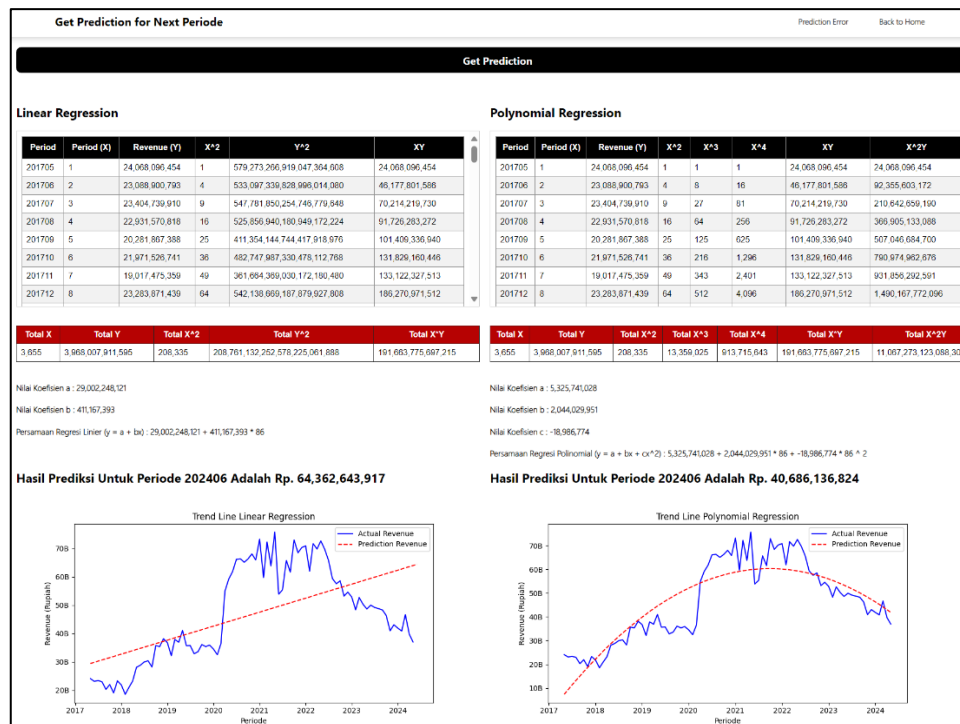 Get Prediction for Next Periode
Prediction Error
Back to Home
Get Prediction
Linear Regression
Period Period (X) Revenue (Y) X^2 Y^2 XY
201705 1 24,068,096,454 1 579,273,266,919,047,364,608 24,068,096,454
201706 2 23,088,900,793 4 533,097,339,828,996,014,080 46,177,801,586
201707 3 23,404,739,910 9 547,781,850,254,746,779,648 70,214,219,730
201708 4 22,931,570,818 16 525,856,940,180,949,172,224 91,726,283,272
201709 5 20,281,867,388 25 411,354,144,744,417,918,976 101,409,336,940
201710 6 21,971,526,741 36 482,747,987,330,478,112,768 131,829,160,446
201711 7 19,017,475,359 49 361,664,369,030,172,180,480 133,122,327,513
201712 8 23,283,871,439 64 542,138,669,187,879,927,808 186,270,971,512
Total X Total Y Total X^2 Total Y^2 Total X*Y
3,655 3,968,007,911,595 208,335 208,761,132,252,578,225,061,888 191,663,775,697,215
Nilai Koefisien a : 29,002,248,121
Nilai Koefisien b : 411,167,393
Persamaan Regresi Linier (y = a + bx) : 29,002,248,121 + 411,167,393 * 86
Hasil Prediksi Untuk Periode 202406 Adalah Rp. 64,362,643,917
Trend Line Linear Regression
Actual Revenue
Prediction Revenue
Revenue (Rupiah)
70B
60B
50B
40B
30B
20B
2017 2018 2019 2020 2021 2022 2023 2024
Periode
Polynomial Regression
Period Period (X) Revenue (Y) X^2 X^3 X^4 XY X^2Y
201705 1 24,068,096,454 1 1 1 24,068,096,454 24,068,096,454
201706 2 23,088,900,793 4 8 16 46,177,801,586 92,355,603,172
201707 3 23,404,739,910 9 27 81 70,214,219,730 210,642,659,190
201708 4 22,931,570,818 16 64 256 91,726,283,272 366,905,133,088
201709 5 20,281,867,388 25 125 625 101,409,336,940 507,046,684,700
201710 6 21,971,526,741 36 216 1,296 131,829,160,446 790,974,962,676
201711 7 19,017,475,359 49 343 2,401 133,122,327,513 931,856,292,591
201712 8 23,283,871,439 64 512 4,096 186,270,971,512 1,490,167,772,096
Total X Total Y Total X^2 Total X^3 Total X^4 Total X*Y Total X^2Y
3,655 3,968,007,911,595 208,335 13,359,025 913,715,643 191,663,775,697,215 11,067,273,123,088,30
Nilai Koefisien a : 5,325,741,028
Nilai Koefisien b : 2,044,029,951
Nilai Koefisien c : -18,986,774
Persamaan Regresi Polinomial (y = a + bx + cx^2) : 5,325,741,028 + 2,044,029,951 * 86 + -18,986,774 * 86 ^ 2
Hasil Prediksi Untuk Periode 202406 Adalah Rp. 40,686,136,824
Trend Line Polynomial Regression
Actual Revenue
Prediction Revenue
Revenue (Rupiah)
70B
60B
50B
40B
30B
20B
10B
2017 2018 2019 2020 2021 2022 2023 2024
Periode